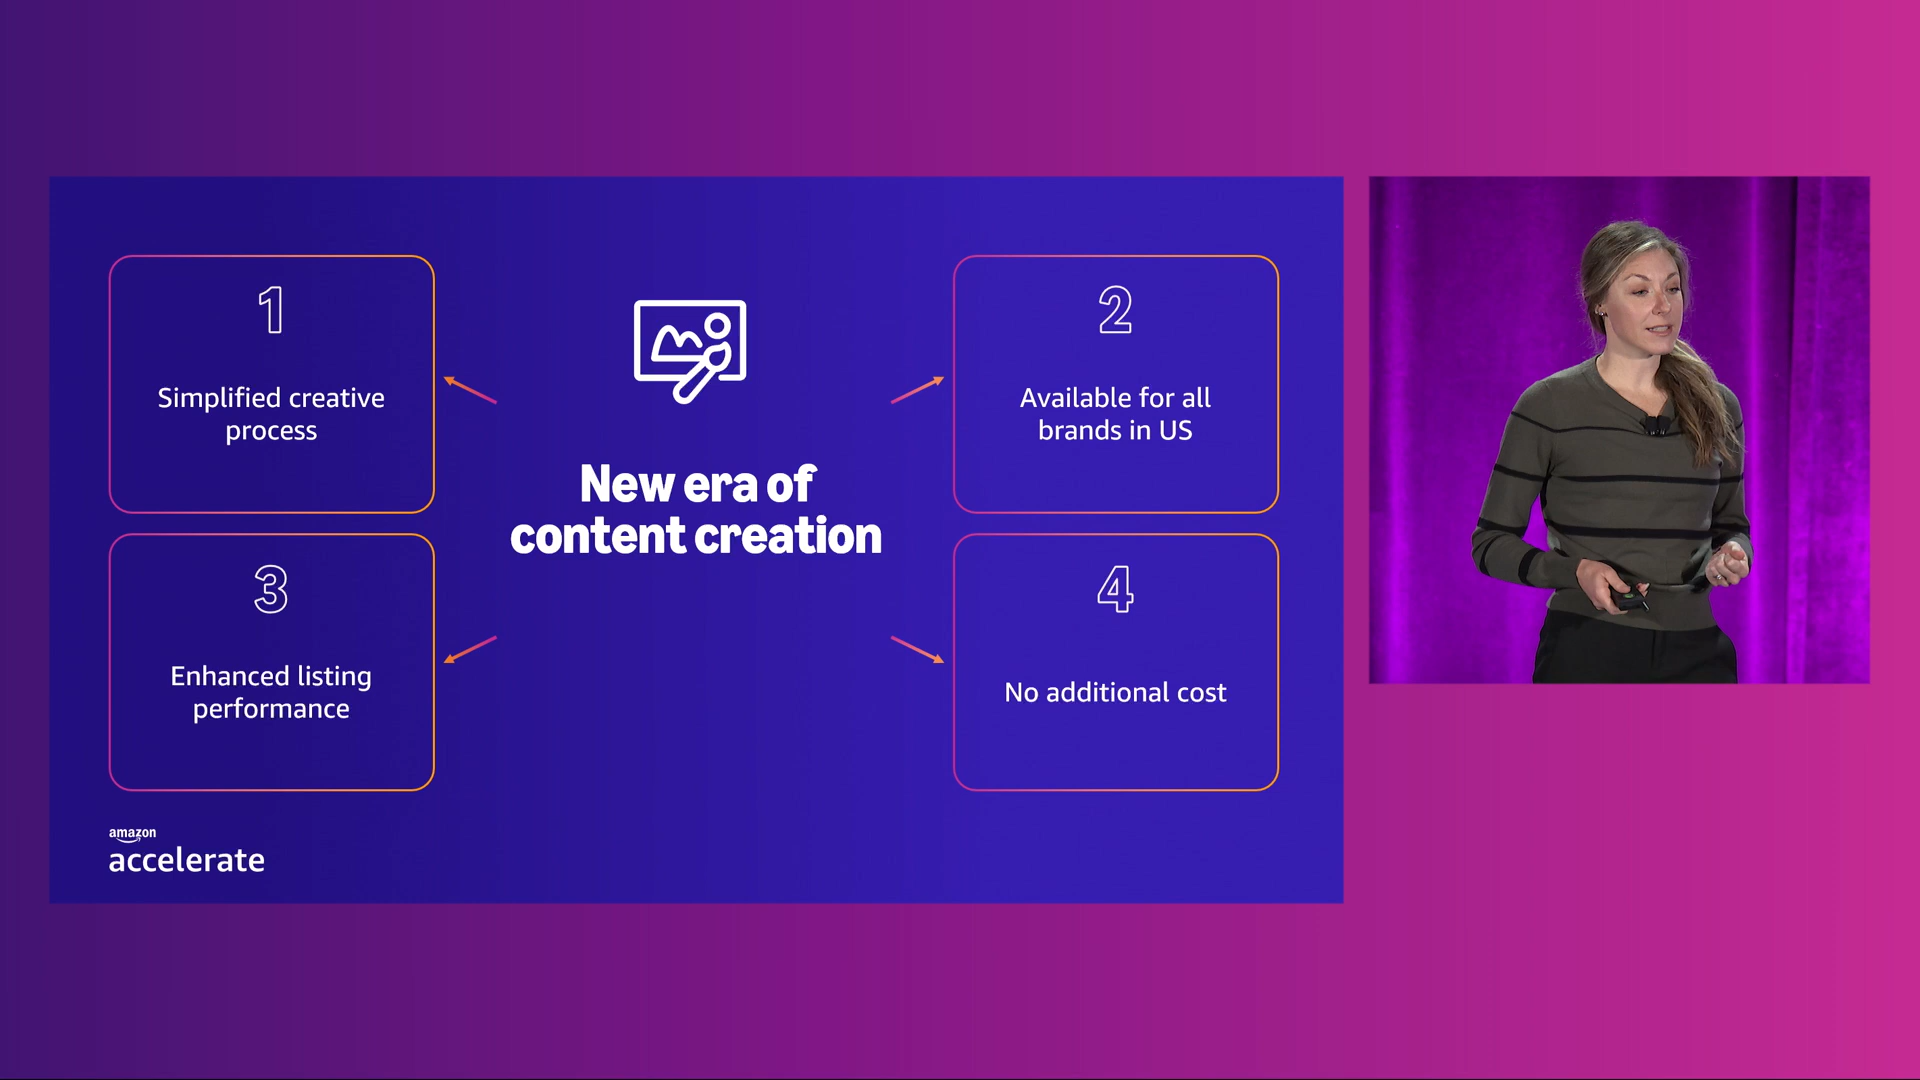 1
Simplified creative
process
2
Available for all
brands in US
New era of
content creation
3
Enhanced listing
performance
4
No additional cost
amazon
accelerate